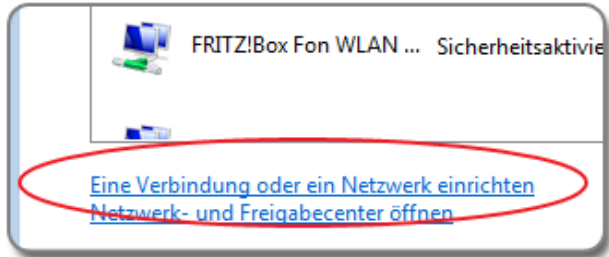 FRITZ!Box Fon WLAN ... Sicherheitsaktivie
Eine Verbindung oder ein Netzwerk einrichten
Netzwerk- und Freigabecenter öffnen